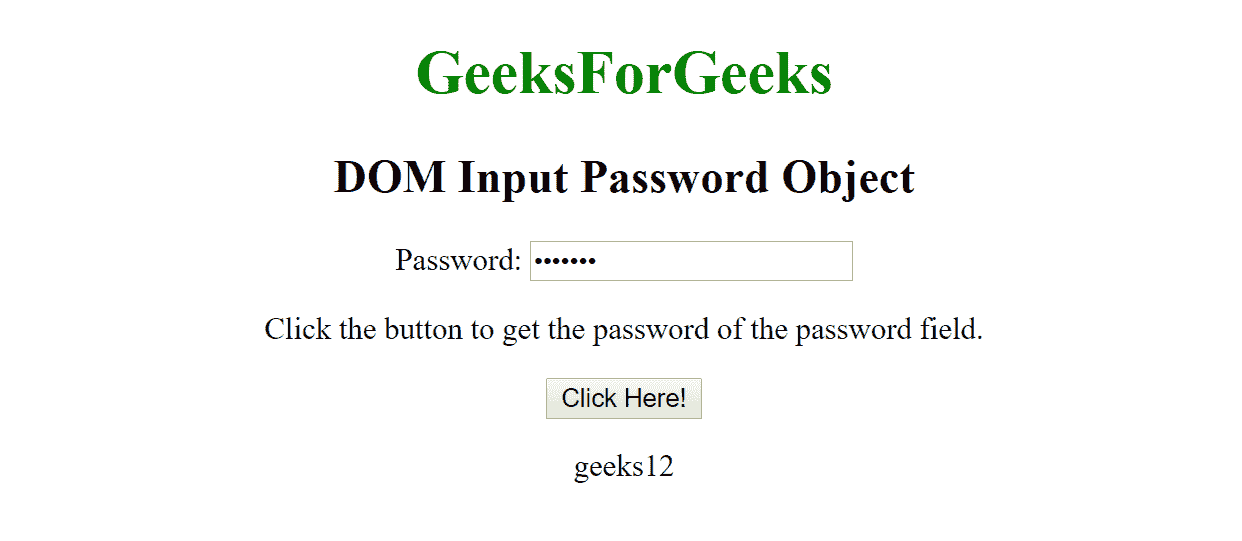 GeeksForGeeks
DOM Input Password Object
Password: •••••••
Click the button to get the password of the password field.
Click Here!
geeks12